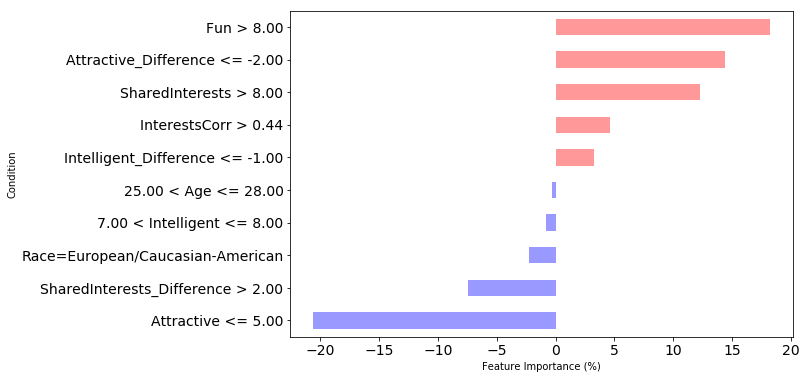 Fun > 8.00
Attractive_Difference <= -2.00
SharedInterests > 8.00
InterestsCorr > 0.44
Intelligent_Difference <= -1.00
25.00 < Age <= 28.00
7.00 < Intelligent <= 8.00
Race=European/Caucasian-American
SharedInterests_Difference > 2.00
Attractive <= 5.00
Condition
−20 −15 −10 −5 0 5 10 15 20
Feature Importance (%)